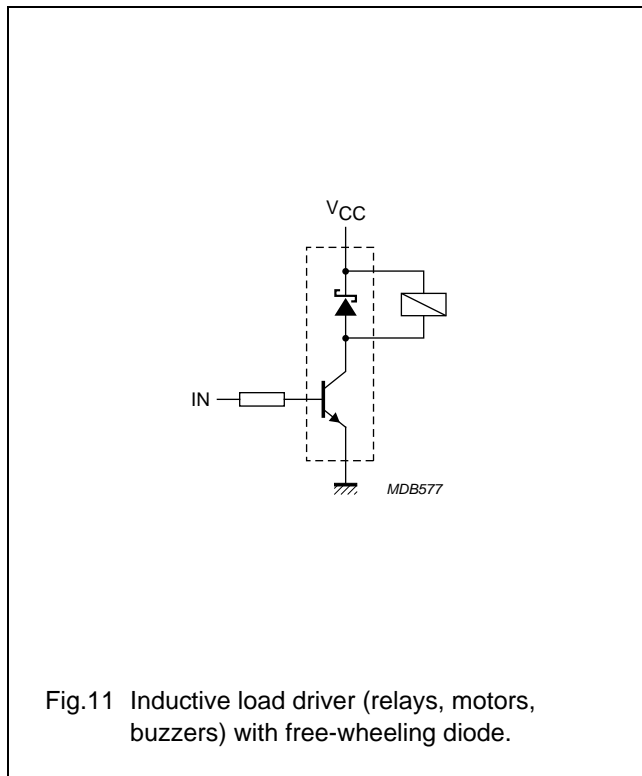 VCC
IN
MDB577
Fig.11 Inductive load driver (relays, motors,
buzzers) with free-wheeling diode.